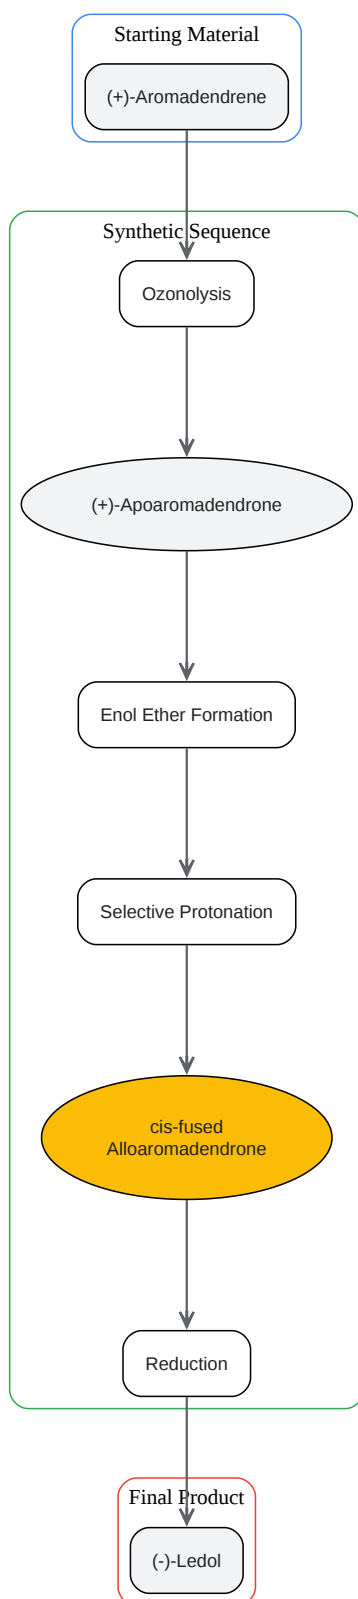 Starting Material
(+)-Aromadendrene
Synthetic Sequence
Ozonolysis
(+)-Apoaromadendrone
Enol Ether Formation
Selective Protonation
cis-fused
Alloaromadendrone
Reduction
Final Product
(-)-Ledol